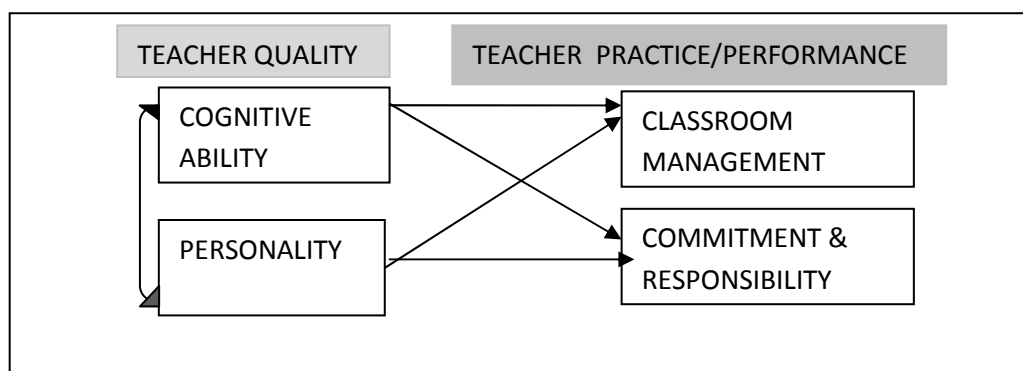 TEACHER QUALITY
TEACHER PRACTICE/PERFORMANCE
COGNITIVE
ABILITY
CLASSROOM
MANAGEMENT
PERSONALITY
COMMITMENT &
RESPONSIBILITY